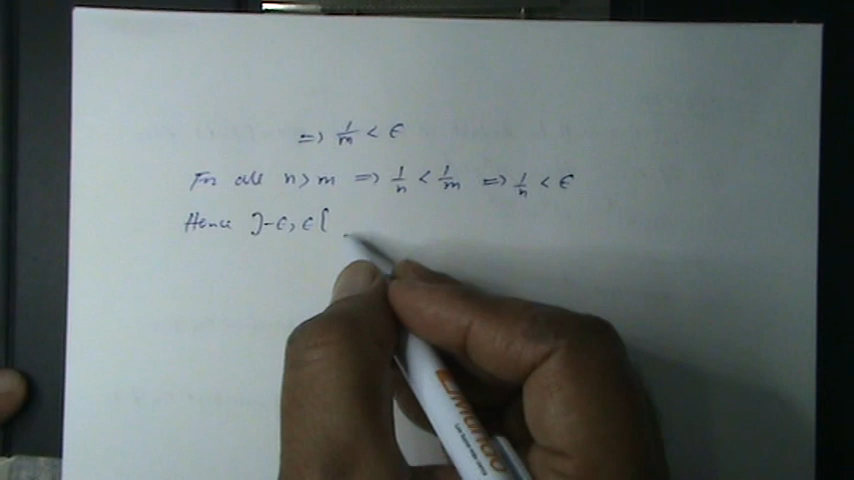 => 1/m < ε
For all n > m => 1/n < 1/m => 1/n < ε
Hence ]-ε, ε[